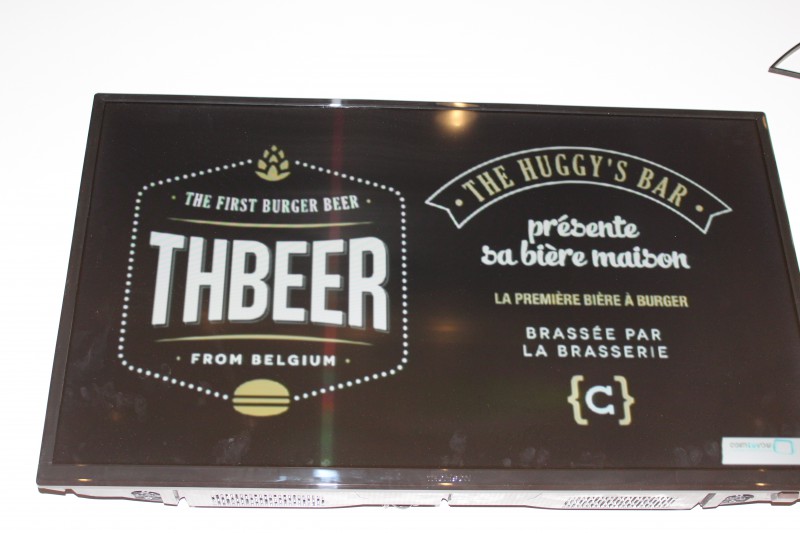 THE FIRST BURGER BEER
THBEER
FROM BELGIUM
• THE HUGGY'S BAR •
présente
sa bière maison
LA PREMIÈRE BIÈRE À BURGER
BRASSÉE PAR
LA BRASSERIE
{C}